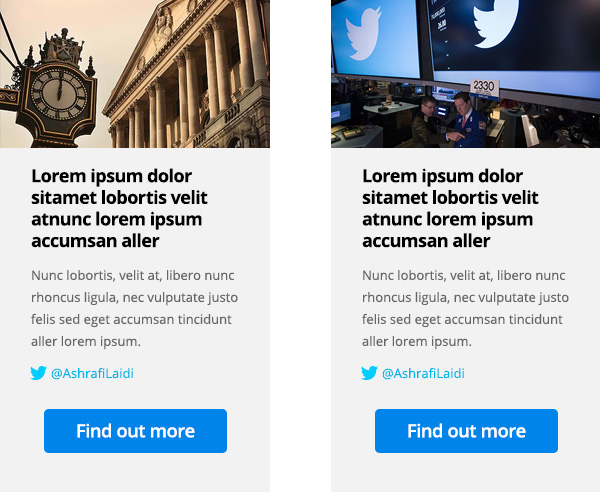 Lorem ipsum dolor
sitamet lobortis velit
atnunc lorem ipsum
accumsan aller
Nunc lobortis, velit at, libero nunc
rhoncus ligula, nec vulputate justo
felis sed eget accumsan tincidunt
aller lorem ipsum.
@AshrafiLaidi
Find out more
2330
Lorem ipsum dolor
sitamet lobortis velit
atnunc lorem ipsum
accumsan aller
Nunc lobortis, velit at, libero nunc
rhoncus ligula, nec vulputate justo
felis sed eget accumsan tincidunt
aller lorem ipsum.
@AshrafiLaidi
Find out more